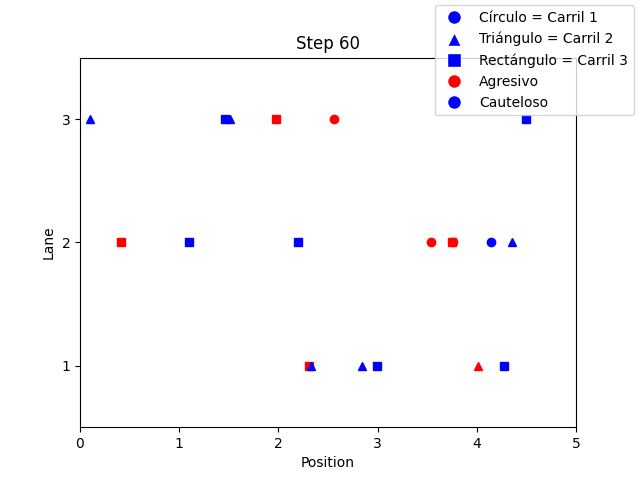 Step 60
Círculo = Carril 1
Triángulo = Carril 2
Rectángulo = Carril 3
Agresivo
Cauteloso
Lane
3
2
1
0 1 2 3 4 5
Position